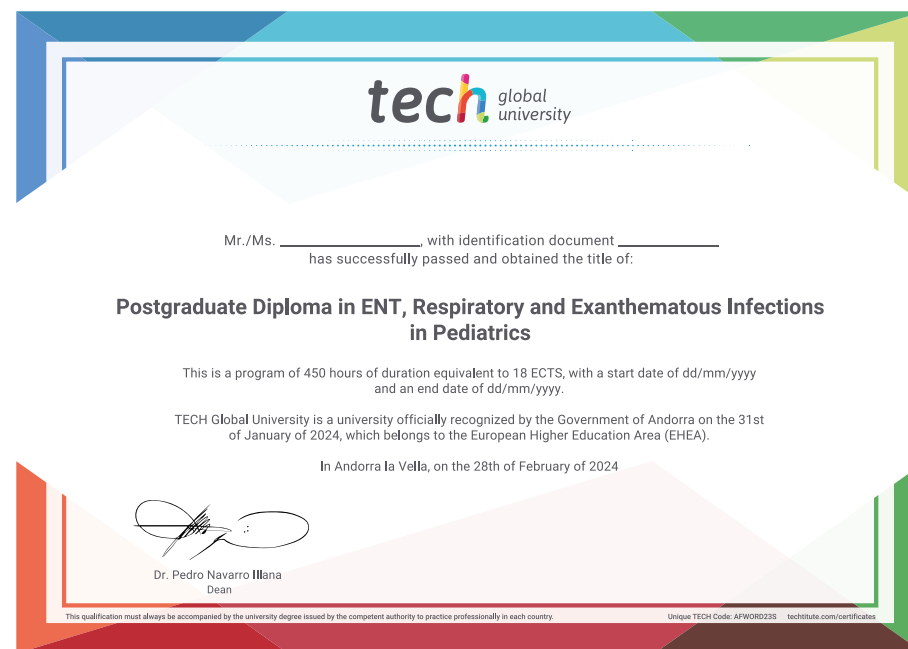 tech global university
Mr./Ms. ____________, with identification document ____________
has successfully passed and obtained the title of:
Postgraduate Diploma in ENT, Respiratory and Exanthematous Infections
in Pediatrics
This is a program of 450 hours of duration equivalent to 18 ECTS, with a start date of dd/mm/yyyy
and an end date of dd/mm/yyyy.
TECH Global University is a university officially recognized by the Government of Andorra on the 31st
of January of 2024, which belongs to the European Higher Education Area (EHEA).
In Andorra la Vella, on the 28th of February of 2024
Dr. Pedro Navarro Illana
Dean
This qualification must always be accompanied by the university degree issued by the competent authority to practice professionally in each country.
Unique TECH Code: AFWORD23S techtitute.com/certificates